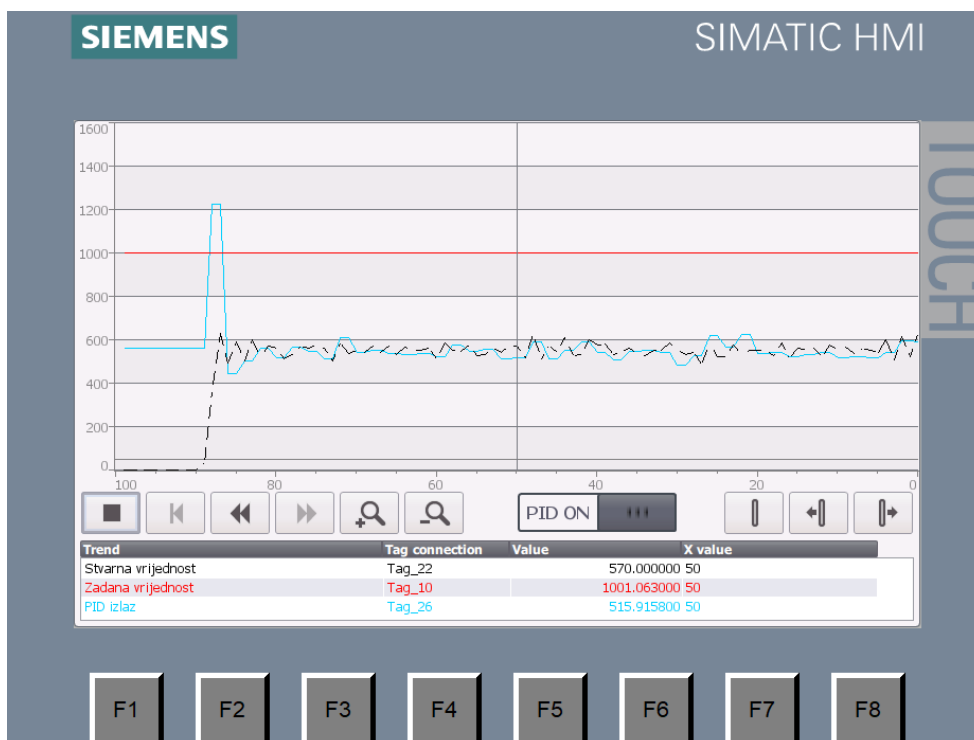 SIEMENS
SIMATIC HMI
TOUCH
1600
1400
1200
1000
800
600
400
200
0
100 80 60 40 20 0
PID ON
Trend Tag connection Value X value
Stvarna vrijednost Tag_22 570.000000 50
Zadana vrijednost Tag_10 1001.063000 50
PID izlaz Tag_26 515.915800 50
F1 F2 F3 F4 F5 F6 F7 F8